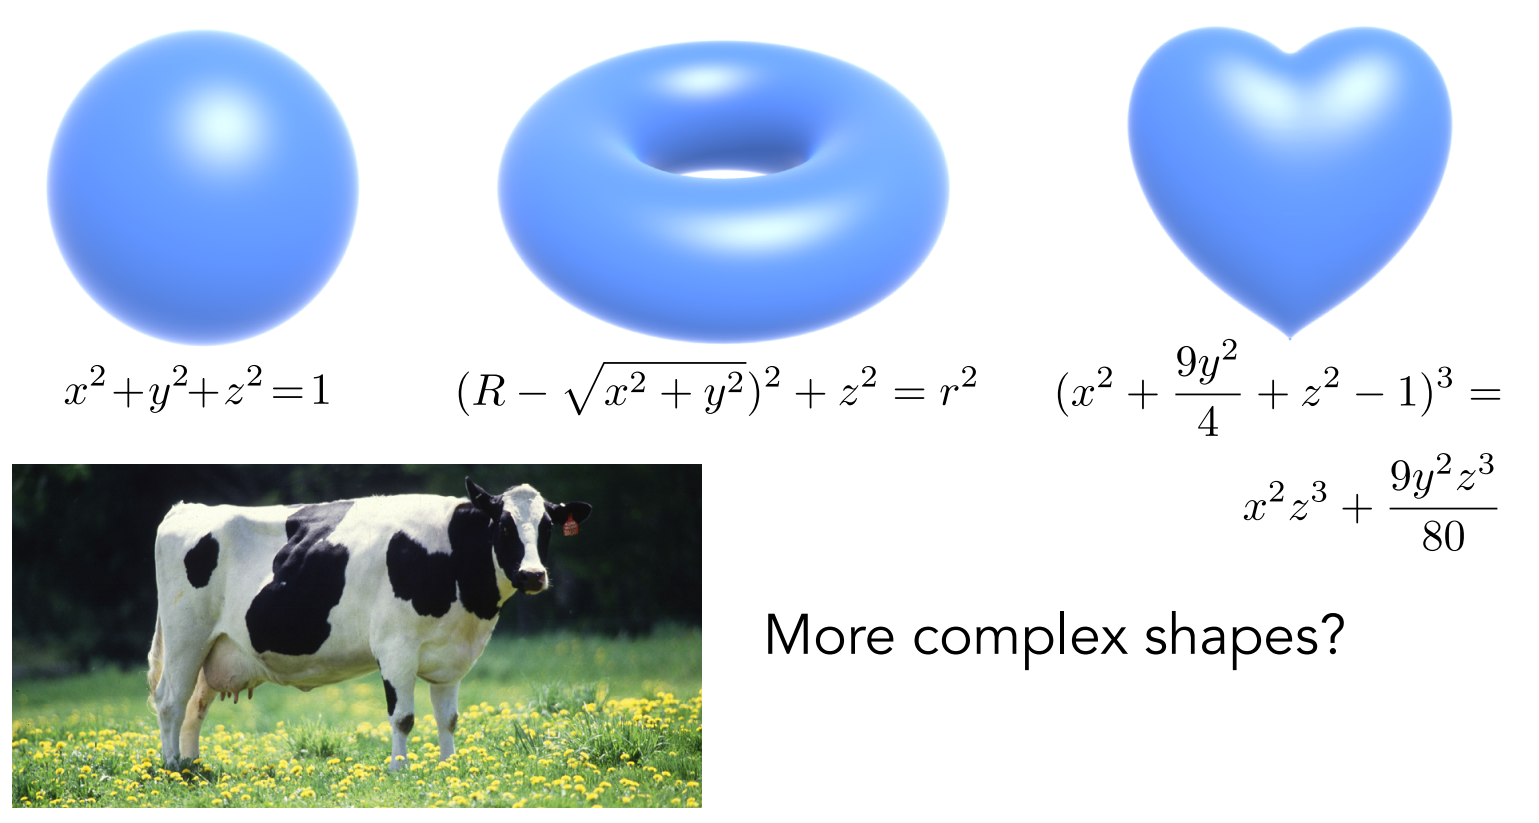 x²+y²+z²=1
(R − √(x² + y²))² + z² = r²
(x² + 9y²/4 + z² − 1)³ =
x²z³ + 9y²z³/80
More complex shapes?